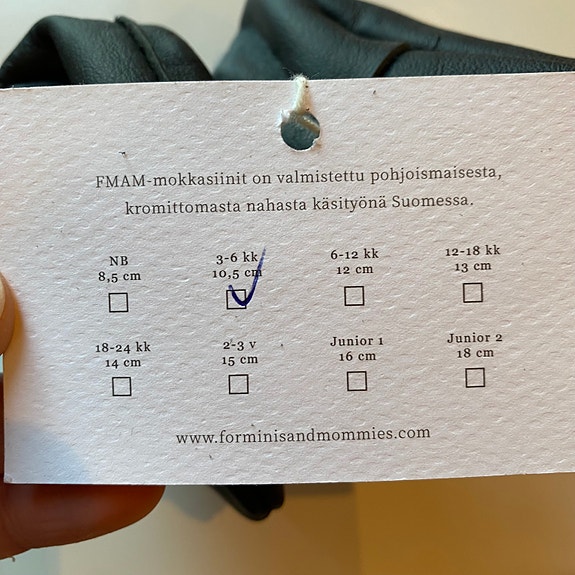 FMAM-mokkasiinit on valmistettu pohjoismaisesta,
kromittomasta nahasta käsityönä Suomessa.
NB 3-6 kk 6-12 kk 12-18 kk
8,5 cm 10,5 cm 12 cm 13 cm
18-24 kk 2-3 v Junior 1 Junior 2
14 cm 15 cm 16 cm 18 cm
www.forminisandmommies.com